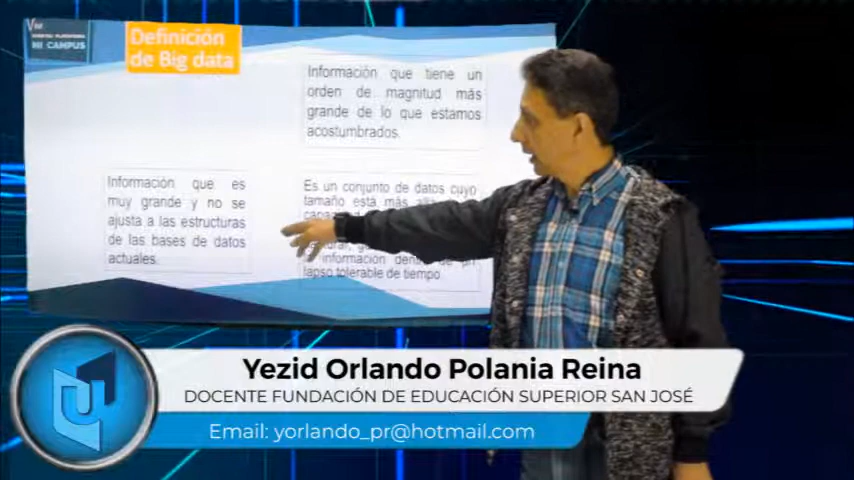 MI CAMPUS
Definición
de Big data
Información que tiene un
orden de magnitud más
grande de lo que estamos
acostumbrados.
Información que es
muy grande y no se
ajusta a las estructuras
de las bases de datos
actuales.
Es un conjunto de datos cuyo
tamaño está más
información
lapso tolerable de tiempo.
Yezid Orlando Polania Reina
DOCENTE FUNDACIÓN DE EDUCACIÓN SUPERIOR SAN JOSÉ
Email: yorlando_pr@hotmail.com